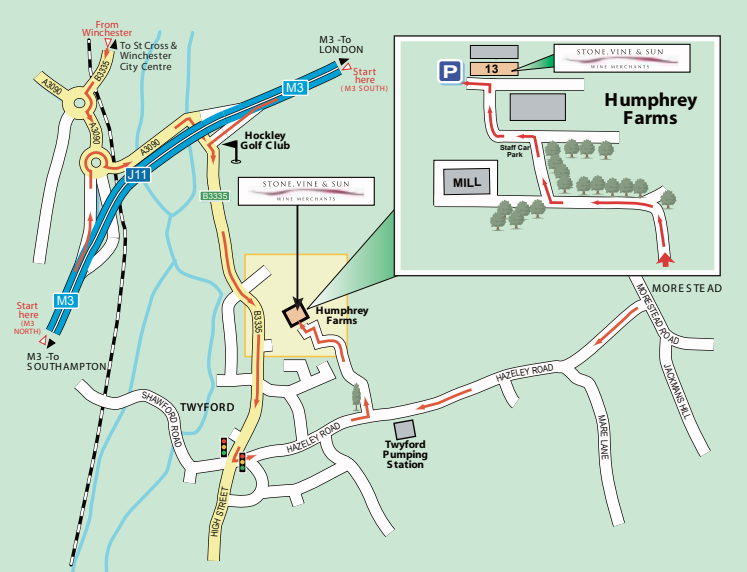 From
Winchester
To St Cross &
Winchester
City Centre
B3335
A3090
A3090
A3090
M3 -To
LONDON
Start
here
(M3 SOUTH)
M3
J11
Hockley
Golf Club
B3335
STONE, VINE & SUN
WINE MERCHANTS
M3
Start
here
(M3
NORTH)
M3 -To
SOUTHAMPTON
B3335
Humphrey
Farms
TWYFORD
SHAWFORD ROAD
HAZELEY ROAD
HAZELEY ROAD
HIGH STREET
Twyford
Pumping
Station
MARE LANE
MORESTEAD
MORESTEAD ROAD
JACKMANS HILL
STONE, VINE & SUN
WINE MERCHANTS
P
13
Humphrey
Farms
Staff Car
Park
MILL